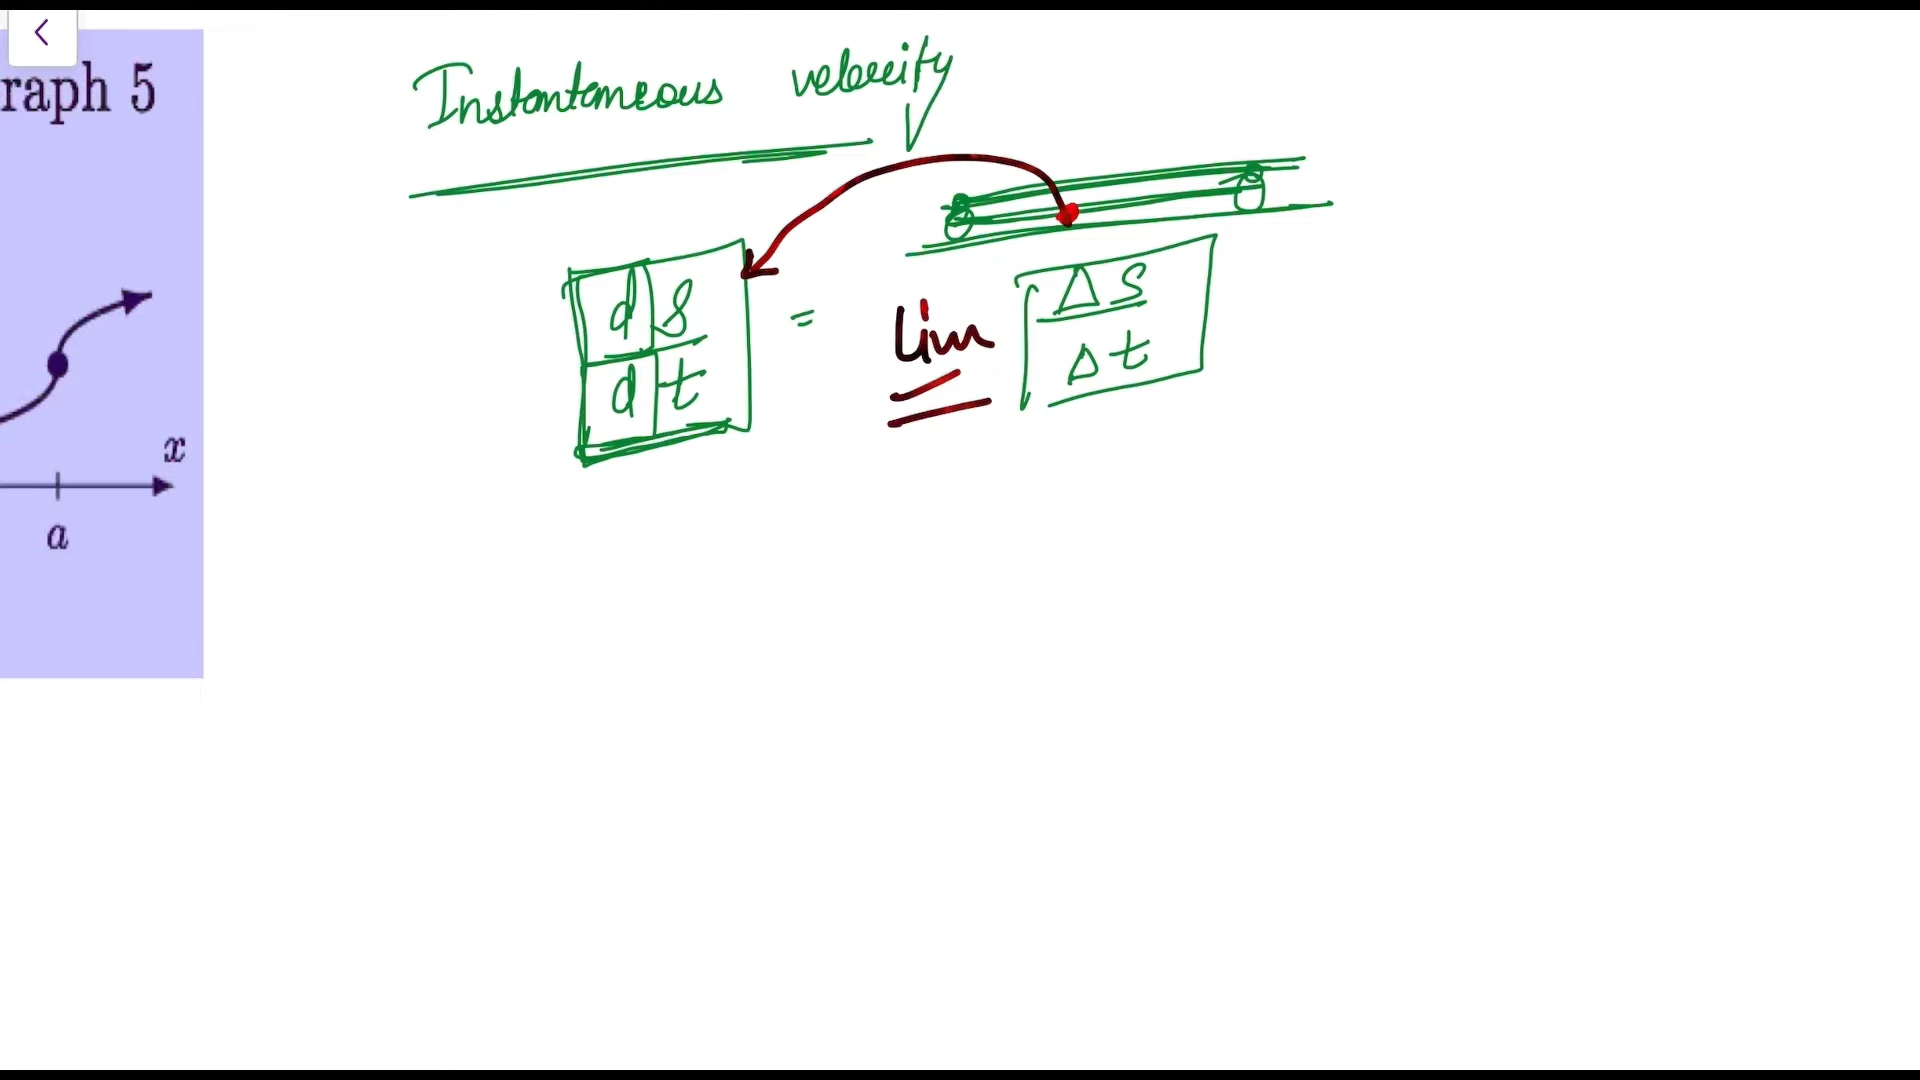 raph 5
Instantaneous velocity
ds = Lim Δs
dt Δt
x
a